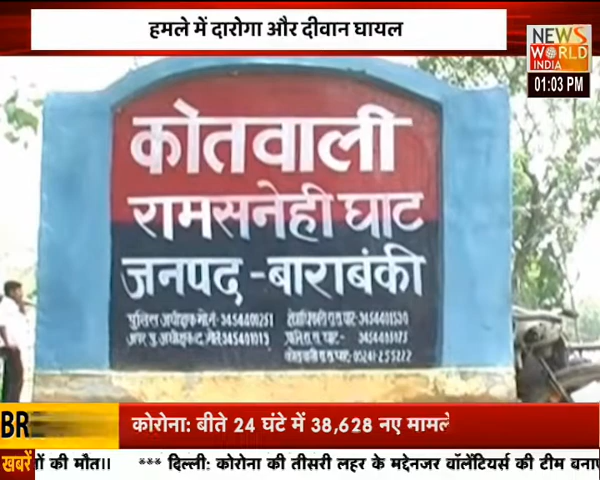 हमले में दारोगा और दीवान घायल
NEWS
WORLD
INDIA
01:03 PM
कोतवाली
रामसनेही घाट
जनपद - बाराबंकी
BR
कोरोना: बीते 24 घंटे में 38,628 नए मामले
खबरें ों की मौत।। *** दिल्ली: कोरोना की तीसरी लहर के मद्देनजर वॉलेंटियर्स की टीम बनाए